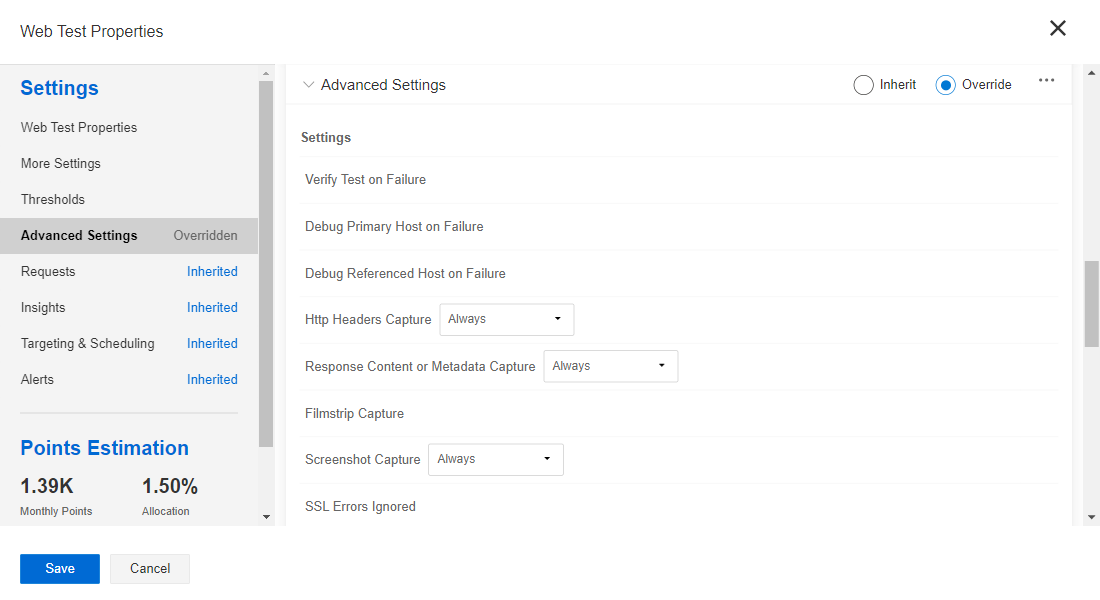 Web Test Properties
Settings
Web Test Properties
More Settings
Thresholds
Advanced Settings Overridden
Requests Inherited
Insights Inherited
Targeting & Scheduling Inherited
Alerts Inherited
Points Estimation
1.39K 1.50%
Monthly Points Allocation
Advanced Settings Inherit Override
Settings
Verify Test on Failure
Debug Primary Host on Failure
Debug Referenced Host on Failure
Http Headers Capture Always
Response Content or Metadata Capture Always
Filmstrip Capture
Screenshot Capture Always
SSL Errors Ignored
Save Cancel